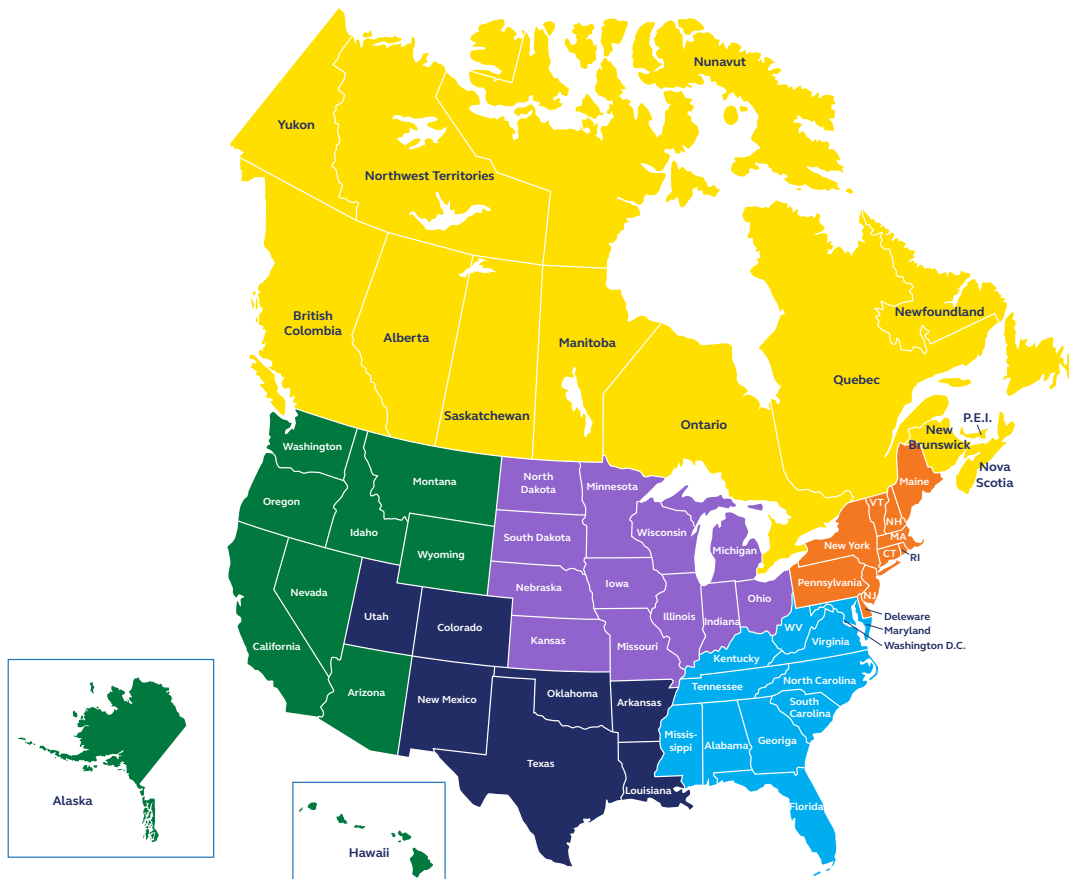 Nunavut
Yukon
Northwest Territories
British
Colombia
Alberta
Saskatchewan
Manitoba
Ontario
Quebec
Newfoundland
P.E.I.
New
Brunswick
Nova
Scotia
Washington
Oregon
Idaho
Montana
Wyoming
Nevada
California
Arizona
Utah
Colorado
New Mexico
Texas
Oklahoma
Arkansas
Louisiana
North
Dakota
South Dakota
Nebraska
Kansas
Minnesota
Iowa
Missouri
Wisconsin
Illinois
Michigan
Indiana
Ohio
Maine
VT
NH
MA
CT
RI
New York
Pennsylvania
NJ
Deleware
Maryland
Washington D.C.
WV
Virginia
Kentucky
Tennessee
North Carolina
South
Carolina
Missis-
sippi
Alabama
Georiga
Florida
Alaska
Hawaii